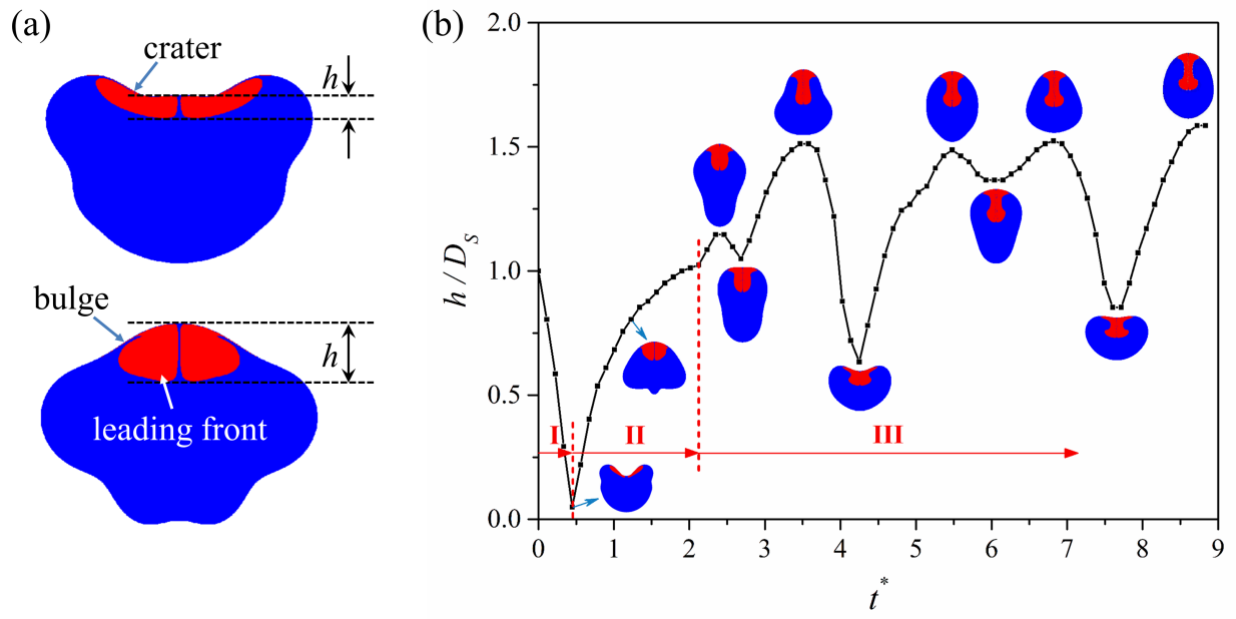 (a)
crater
h
bulge
h
leading front
(b)
2.0
1.5
1.0
0.5
0.0
h / D_S
I
II
III
0 1 2 3 4 5 6 7 8 9
t*